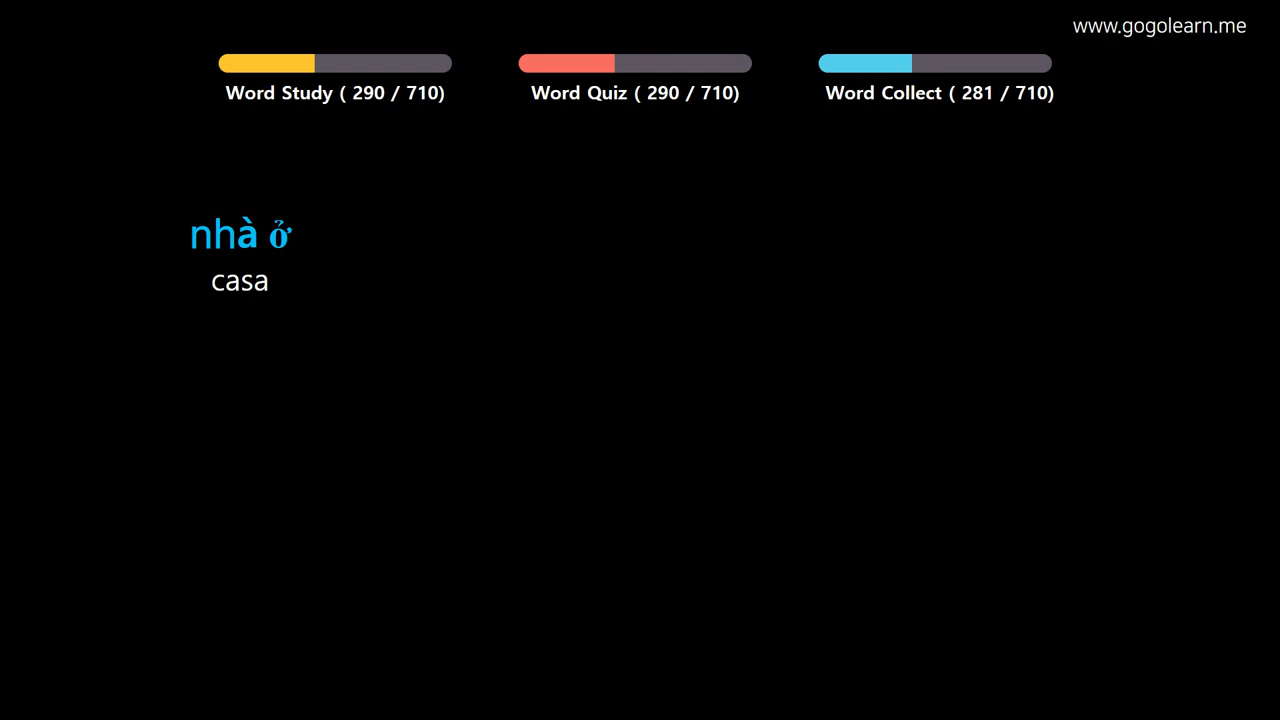 www.gogolearn.me
Word Study ( 290 / 710)
Word Quiz ( 290 / 710)
Word Collect ( 281 / 710)
nhà ở
casa